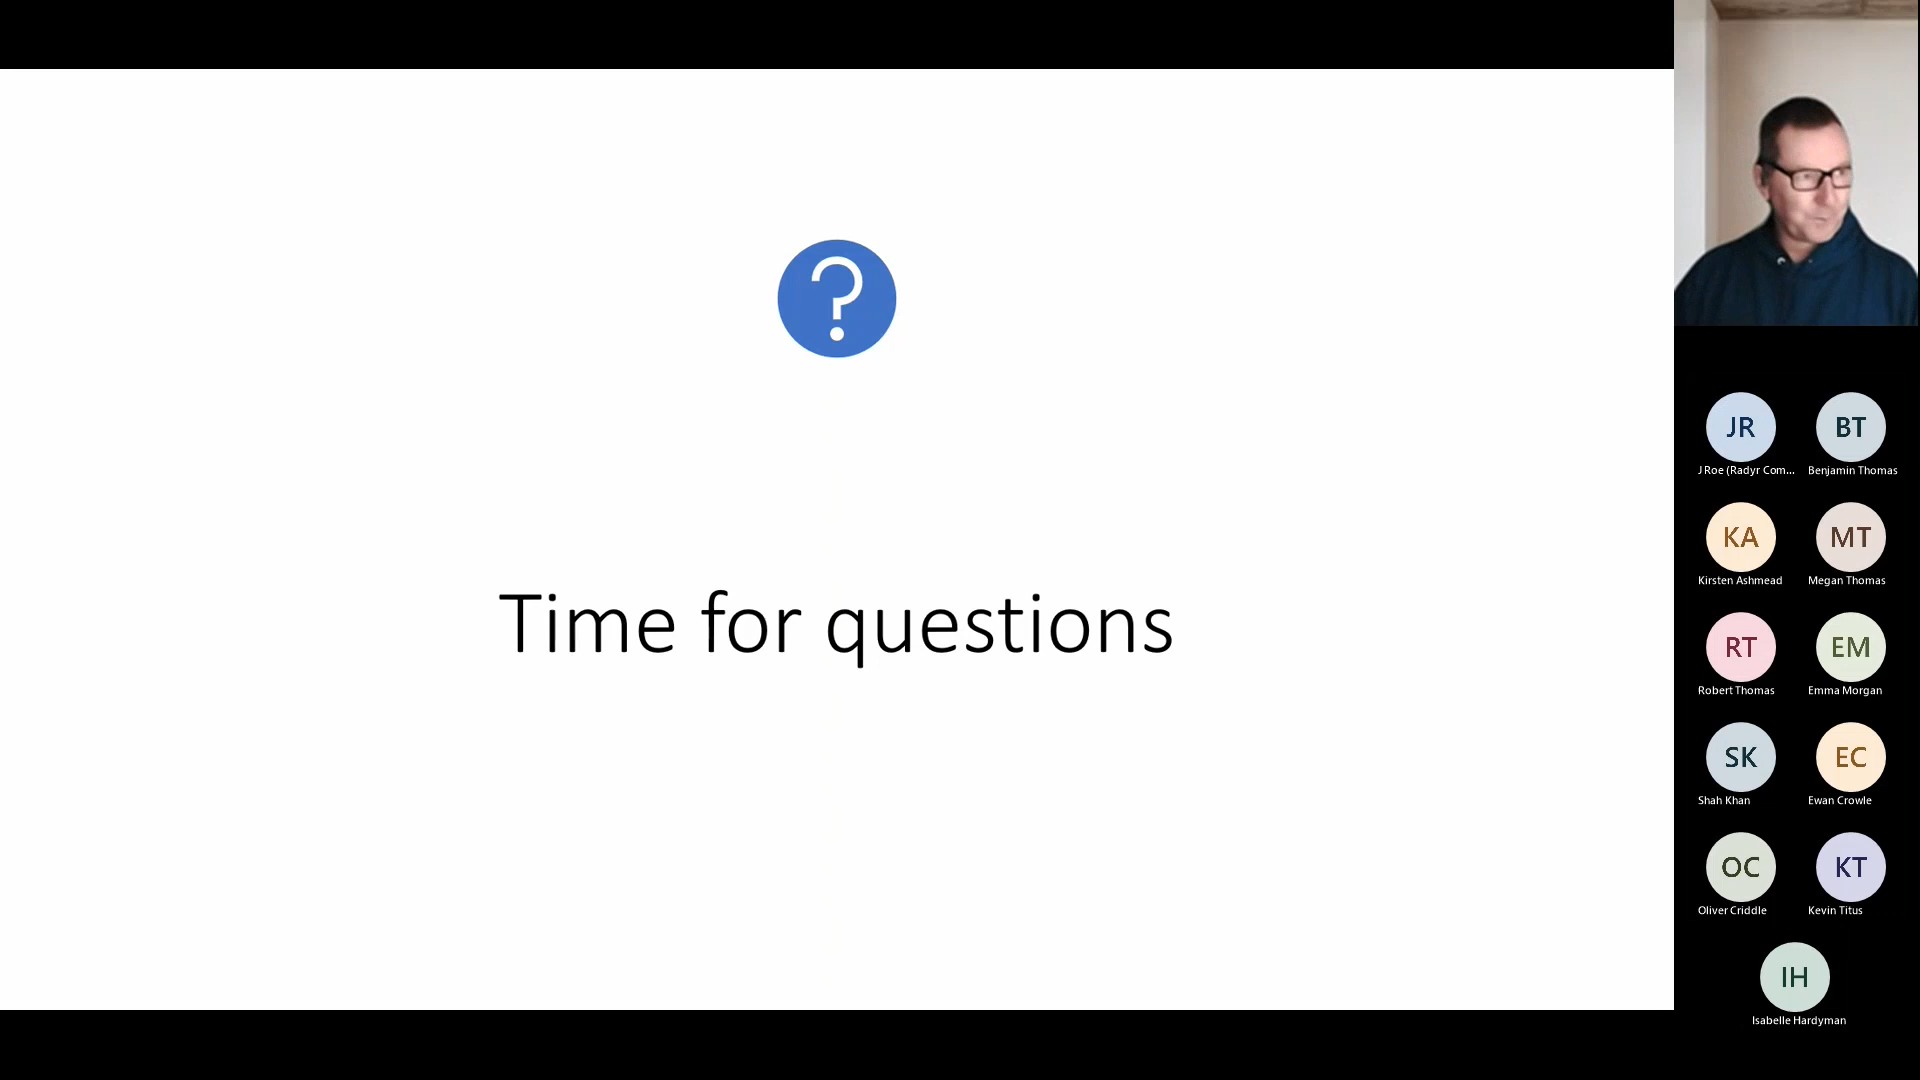 ?
Time for questions
JR
BT
J Roe (Radyr Com...
Benjamin Thomas
KA
MT
Kirsten Ashmead
Megan Thomas
RT
EM
Robert Thomas
Emma Morgan
SK
EC
Shah Khan
Ewan Crowle
OC
KT
Oliver Criddle
Kevin Titus
IH
Isabelle Hardyman